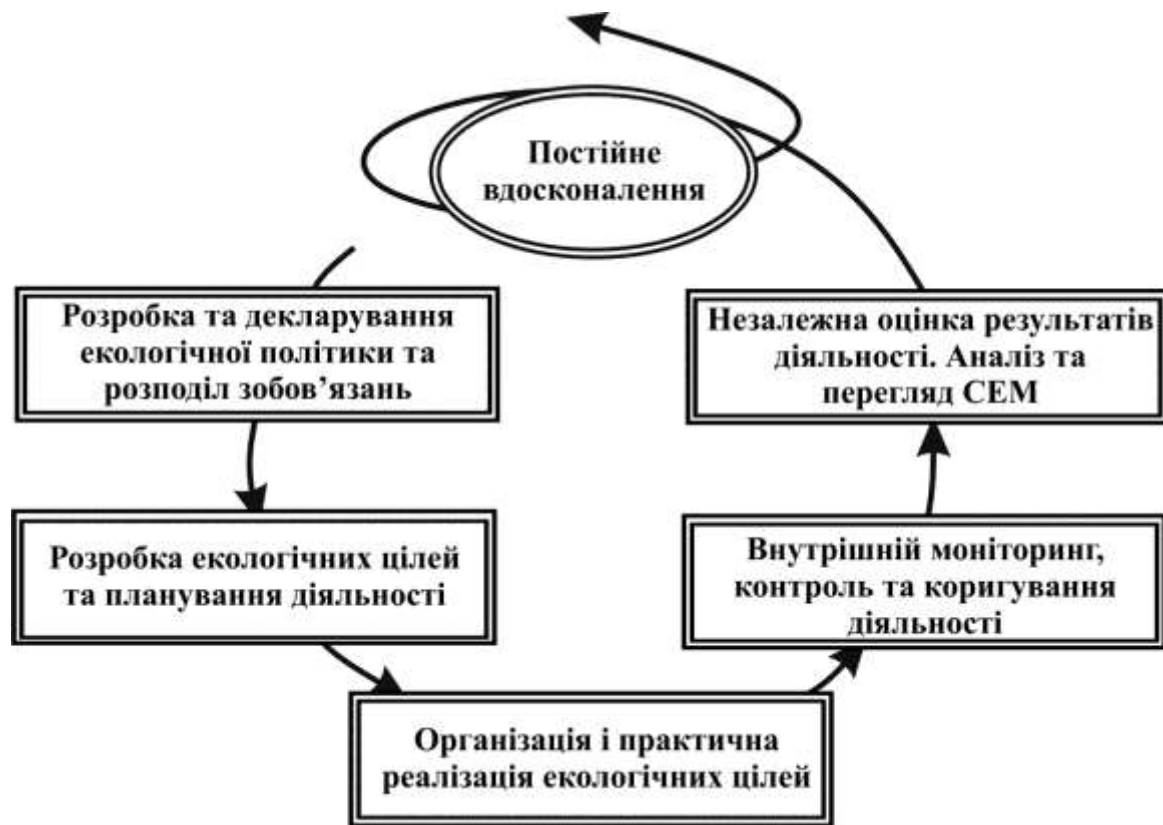 Постійне
вдосконалення
Розробка та декларування
екологічної політики та
розподіл зобов’язань
Незалежна оцінка результатів
діяльності. Аналіз та
перегляд СЕМ
Розробка екологічних цілей
та планування діяльності
Внутрішній моніторинг,
контроль та коригування
діяльності
Організація і практична
реалізація екологічних цілей